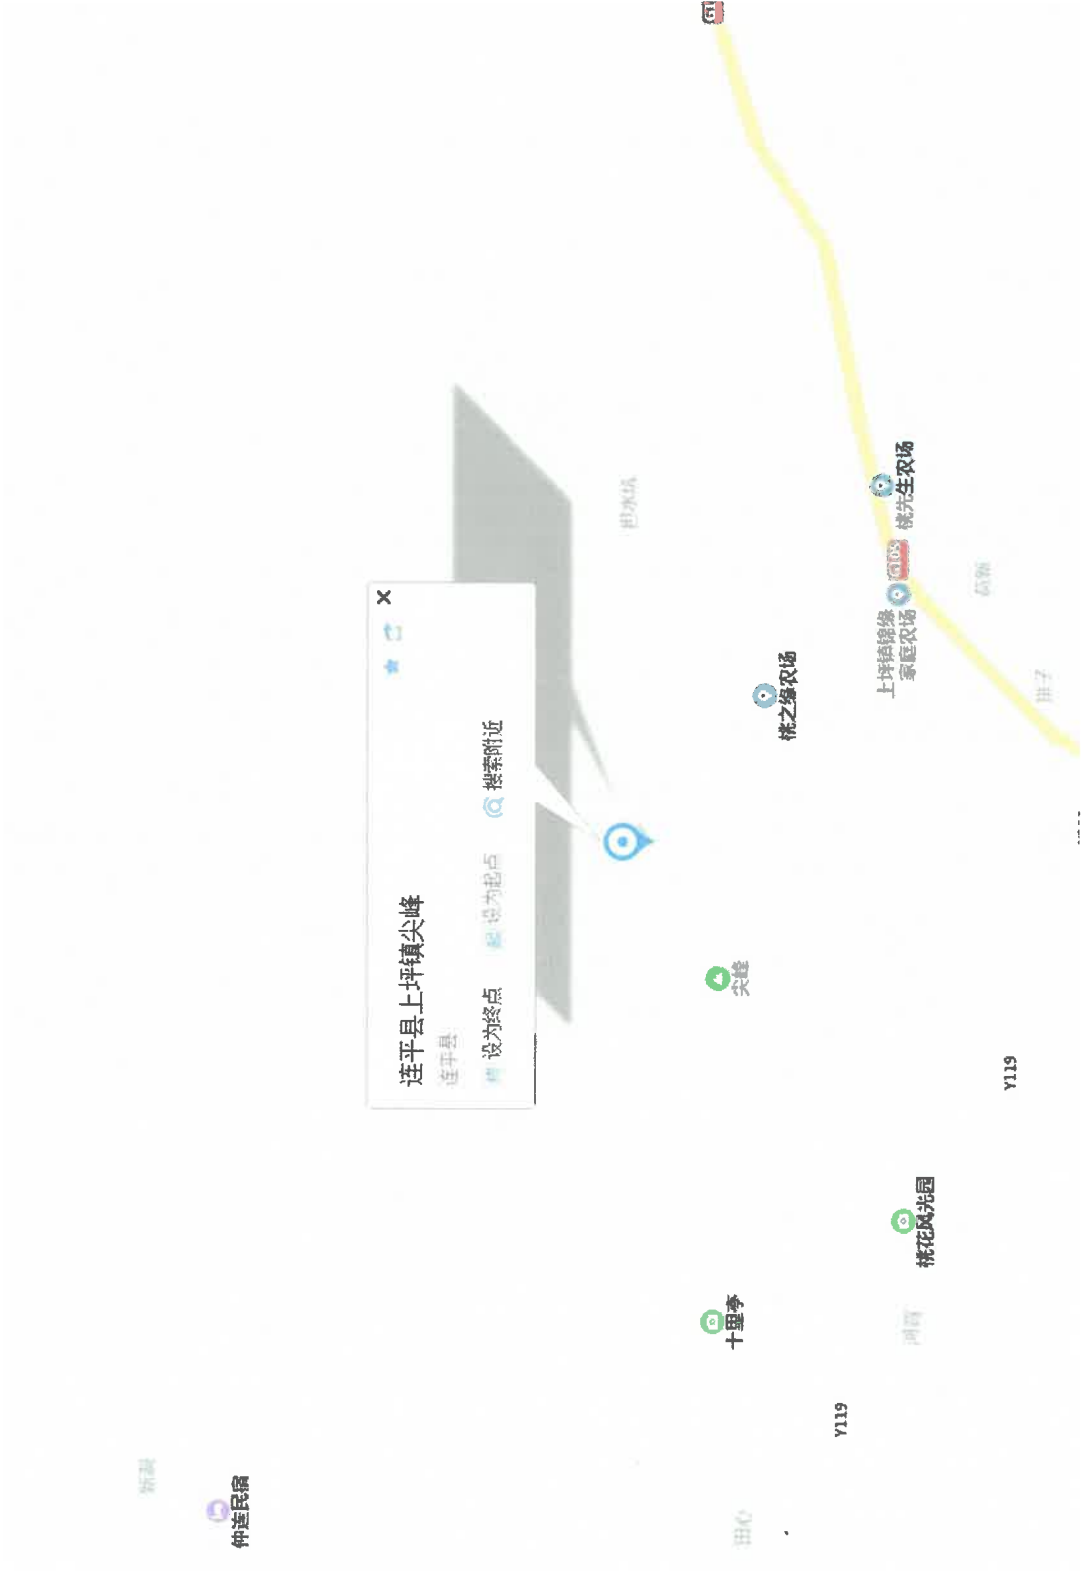 连平县上坪镇尖峰
连平县
设为终点
设为起点
搜索附近
仲连民宿
田心
十里亭
Y119
桃花风光园
Y119
尖峰
桃之缘农场
上坪镇锦缘
家庭农场
G105
桃先生农场